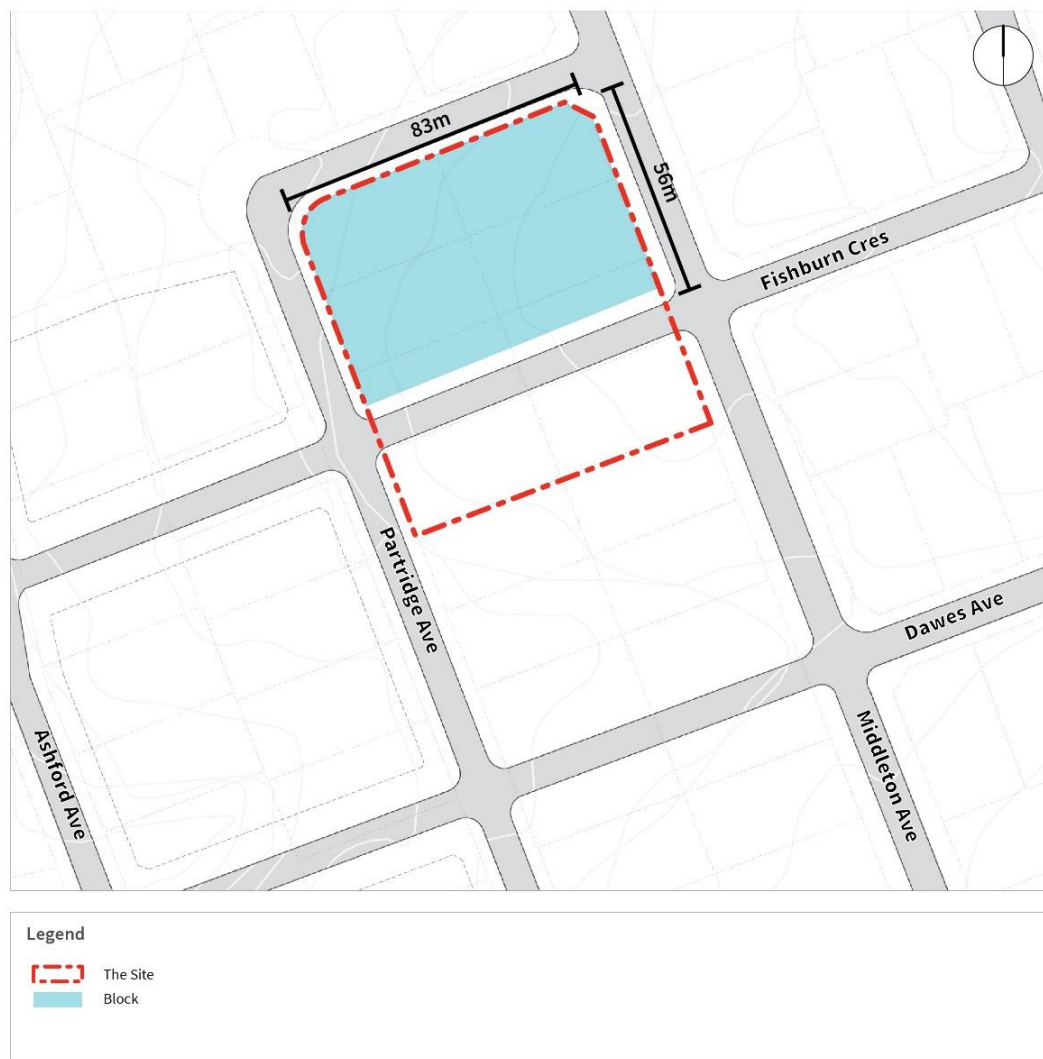 83m
56m
Fishburn Cres
Partridge Ave
Dawes Ave
Ashford Ave
Middleton Ave
Legend
The Site
Block